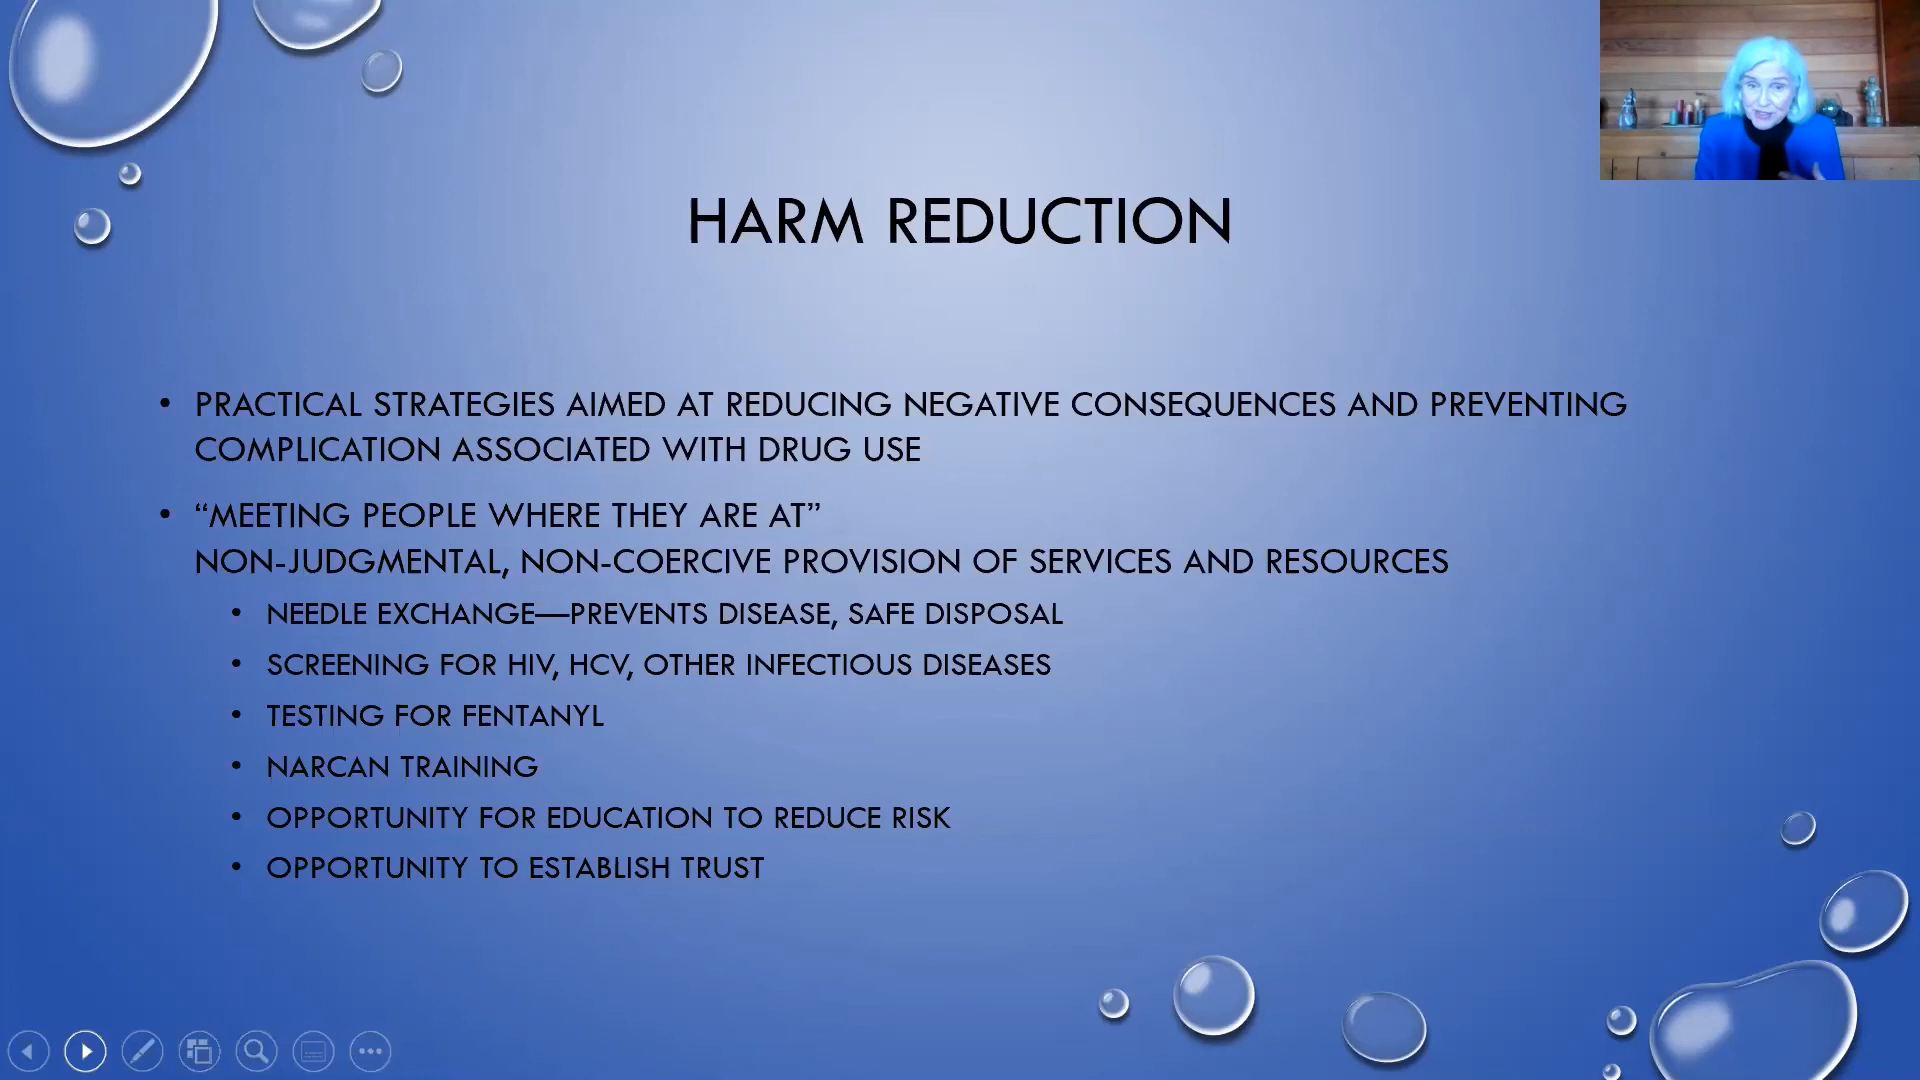 HARM REDUCTION
• PRACTICAL STRATEGIES AIMED AT REDUCING NEGATIVE CONSEQUENCES AND PREVENTING
COMPLICATION ASSOCIATED WITH DRUG USE
• “MEETING PEOPLE WHERE THEY ARE AT”
NON-JUDGMENTAL, NON-COERCIVE PROVISION OF SERVICES AND RESOURCES
• NEEDLE EXCHANGE—PREVENTS DISEASE, SAFE DISPOSAL
• SCREENING FOR HIV, HCV, OTHER INFECTIOUS DISEASES
• TESTING FOR FENTANYL
• NARCAN TRAINING
• OPPORTUNITY FOR EDUCATION TO REDUCE RISK
• OPPORTUNITY TO ESTABLISH TRUST